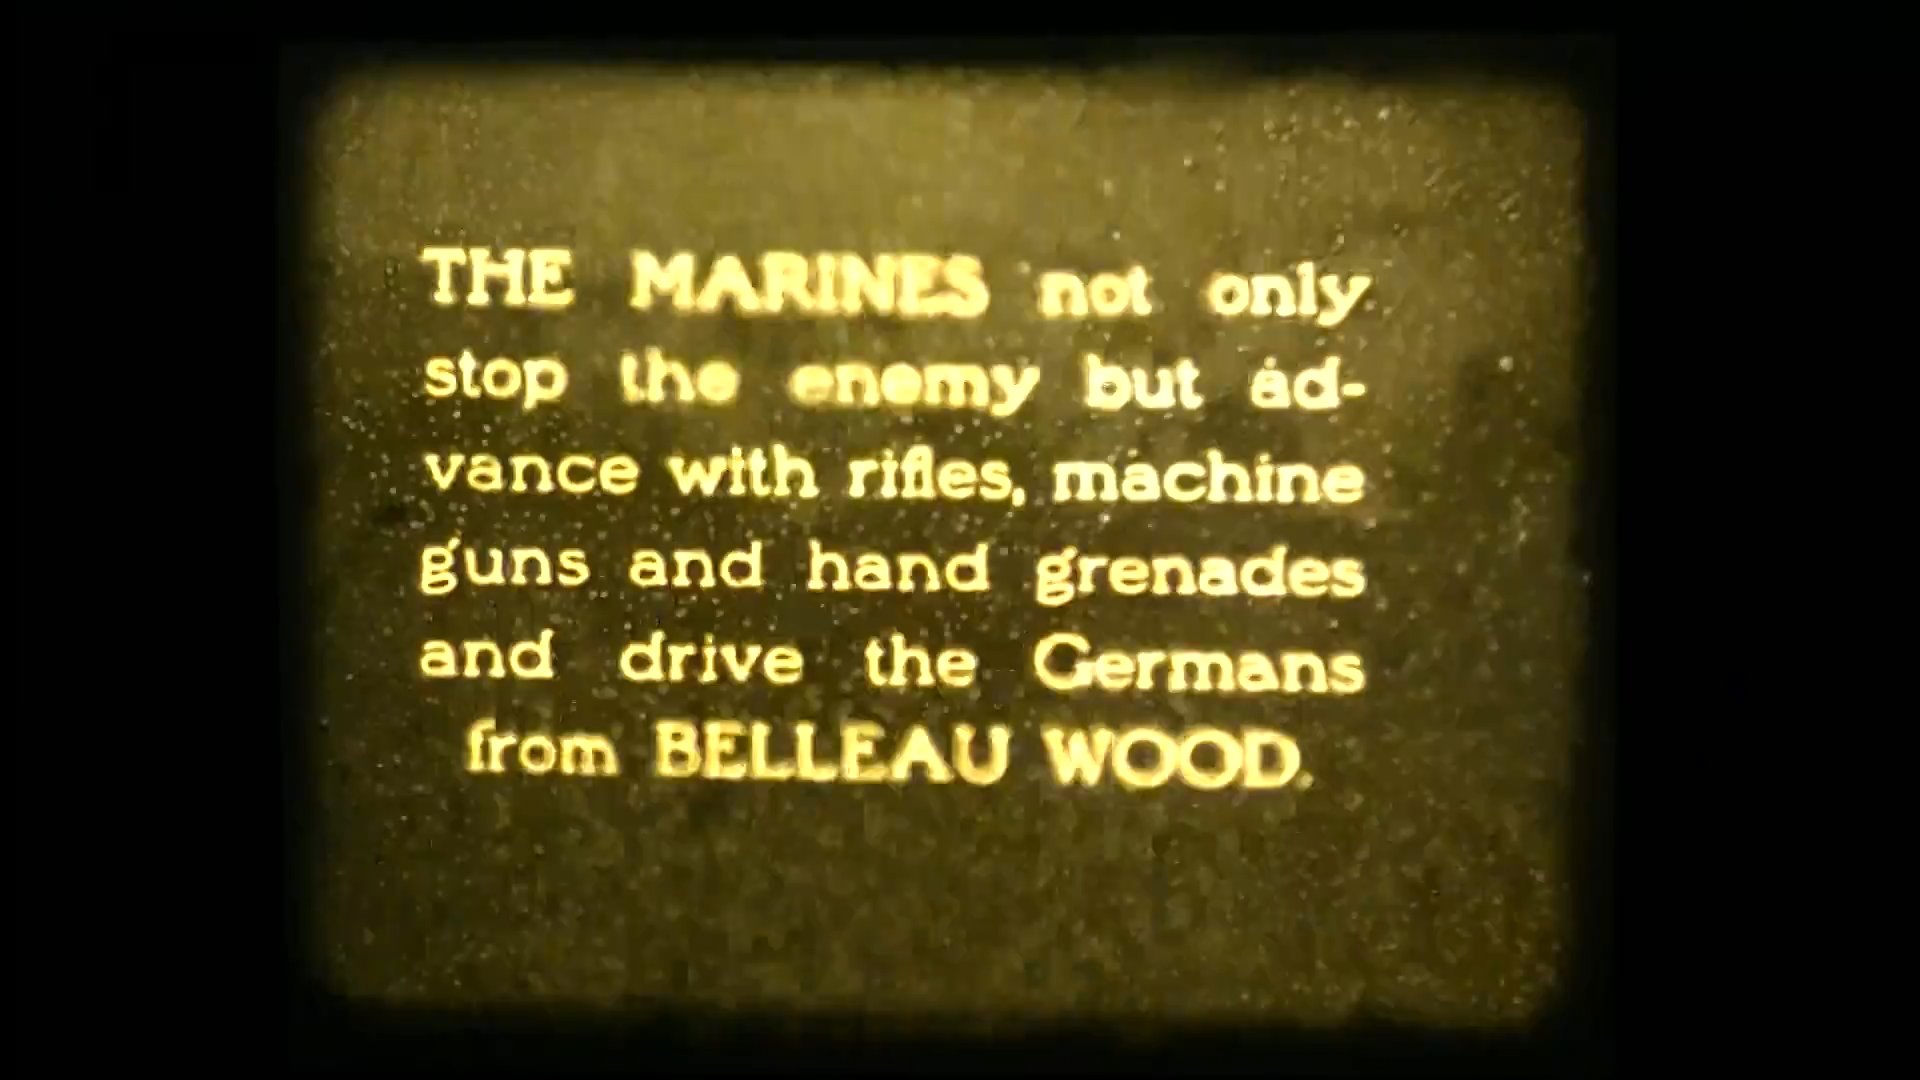 THE MARINES not only
stop the enemy but ad-
vance with rifles, machine
guns and hand grenades
and drive the Germans
from BELLEAU WOOD.